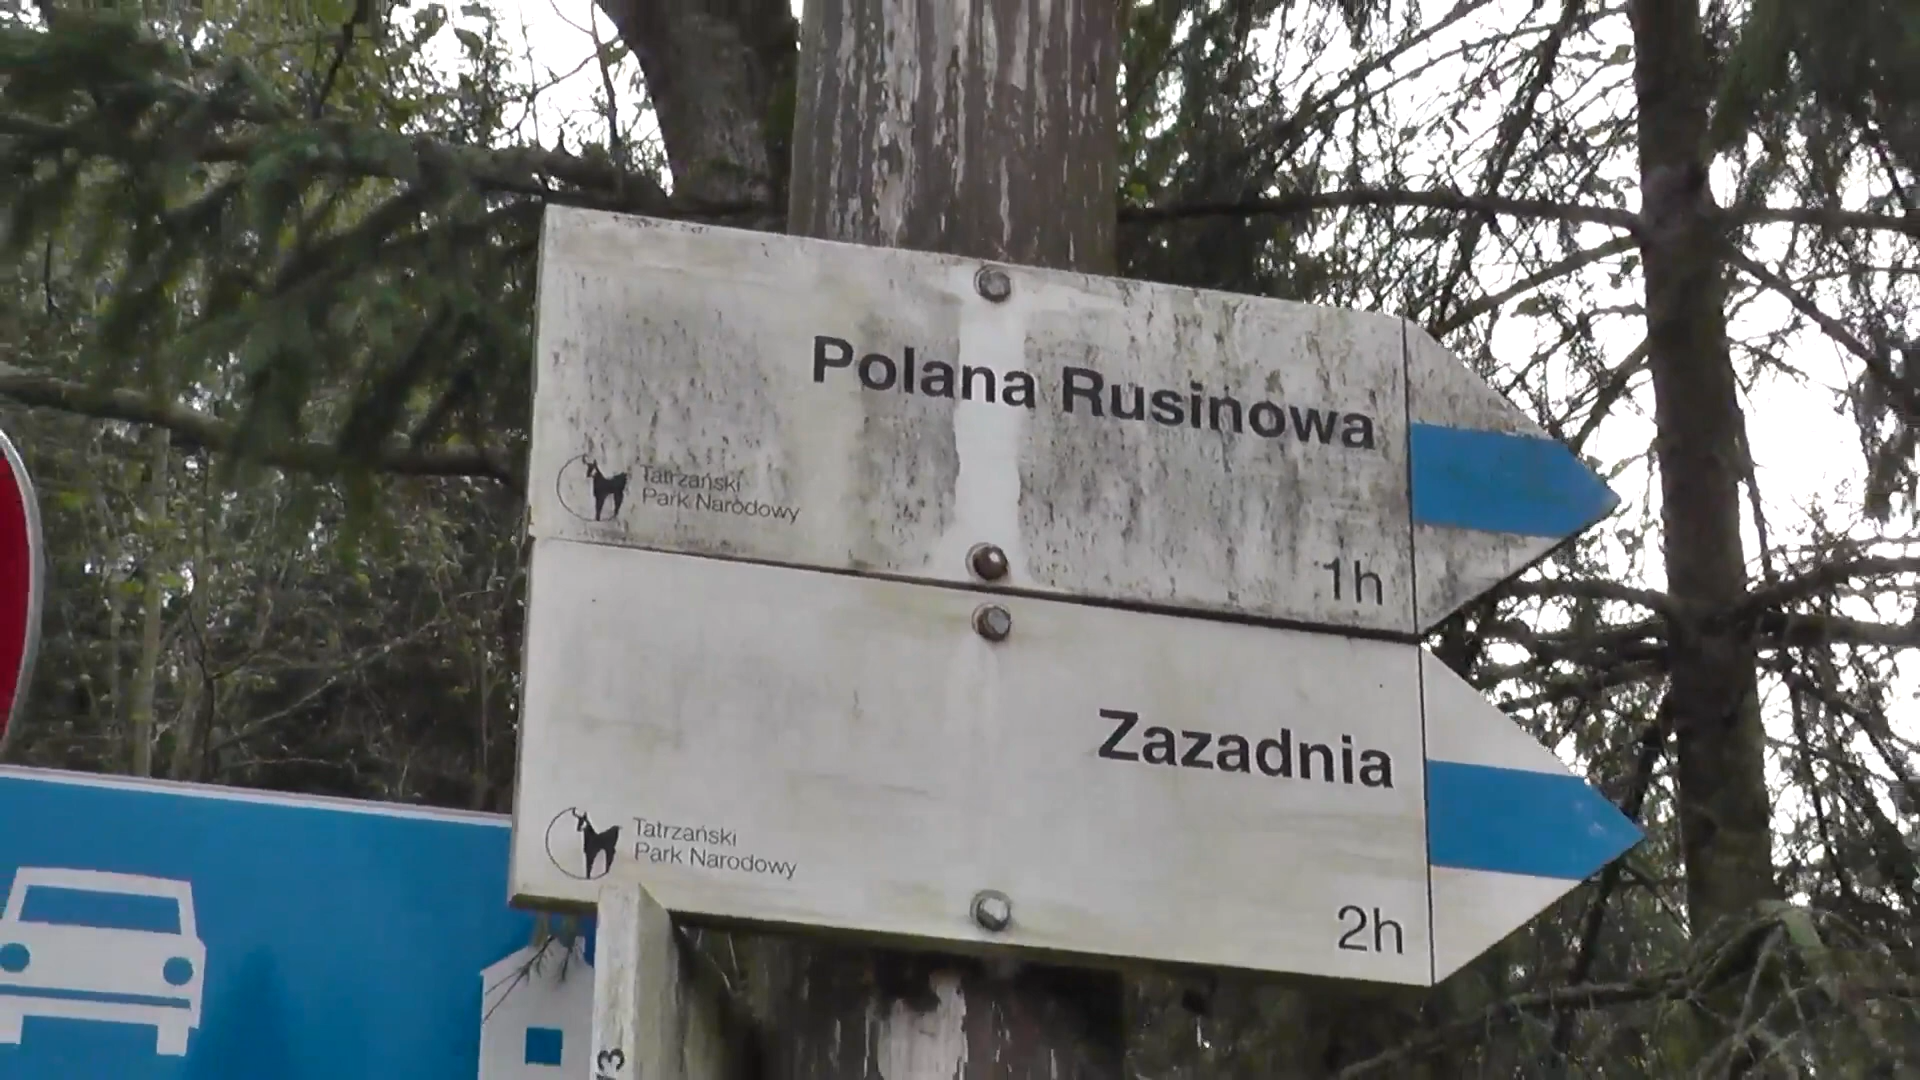 Polana Rusinowa
Tatrzański
Park Narodowy
1h
Zazadnia
Tatrzański
Park Narodowy
2h